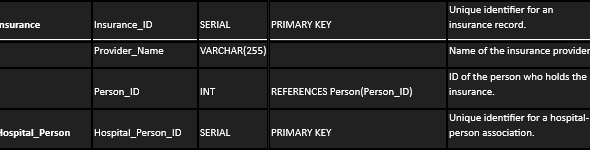 Unique identifier for an
nsurance Insurance_ID SERIAL PRIMARY KEY insurance record.
Provider_Name VARCHAR(255) Name of the insurance provider
ID of the person who holds the
Person_ID INT REFERENCES Person(Person_ID) insurance.
Unique identifier for a hospital-
Hospital_Person Hospital_Person_ID SERIAL PRIMARY KEY person association.